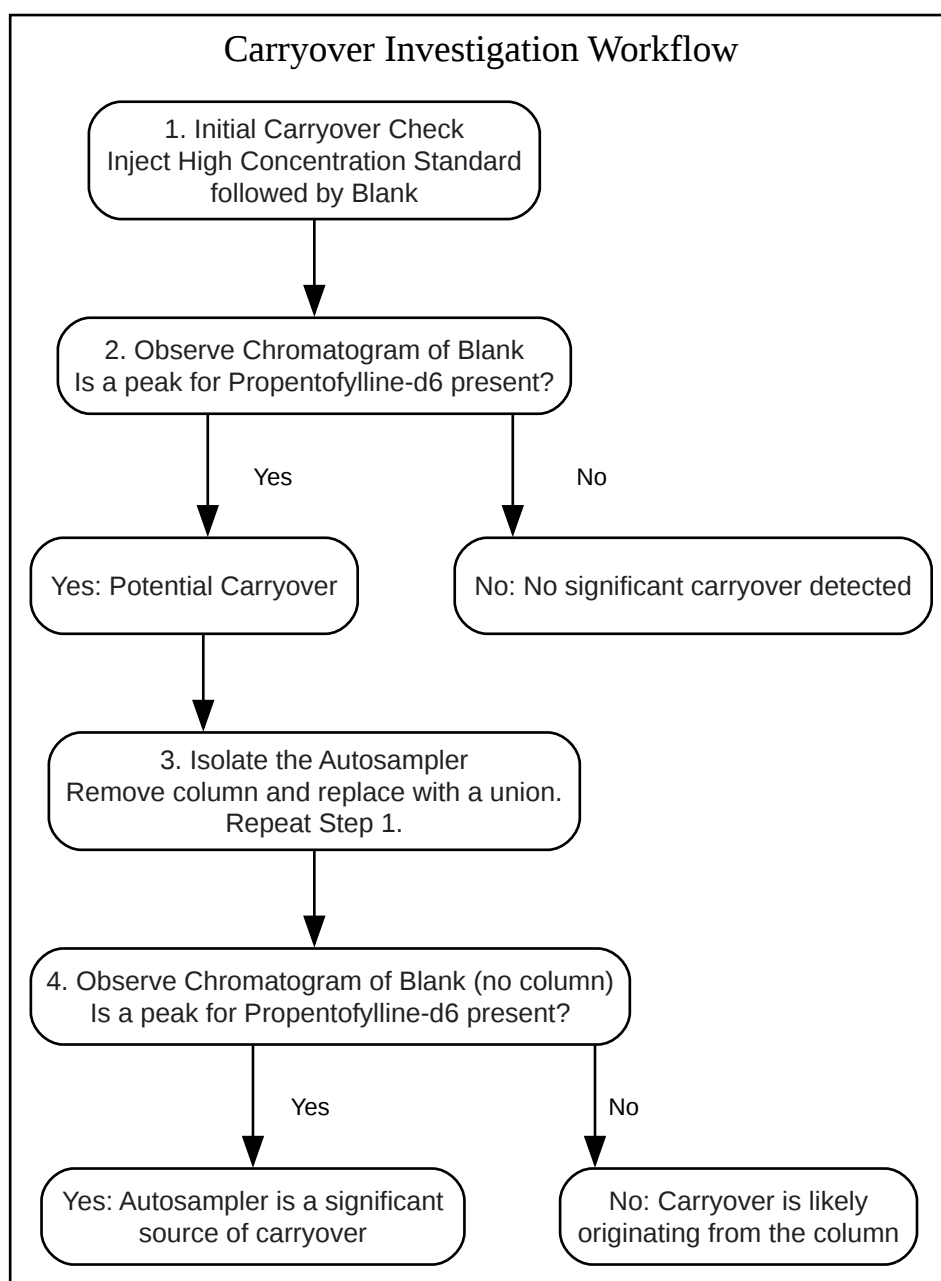 Carryover Investigation Workflow
1. Initial Carryover Check
Inject High Concentration Standard
followed by Blank
2. Observe Chromatogram of Blank
Is a peak for Propentofylline-d6 present?
Yes
No
Yes: Potential Carryover
No: No significant carryover detected
3. Isolate the Autosampler
Remove column and replace with a union.
Repeat Step 1.
4. Observe Chromatogram of Blank (no column)
Is a peak for Propentofylline-d6 present?
Yes
No
Yes: Autosampler is a significant
source of carryover
No: Carryover is likely
originating from the column